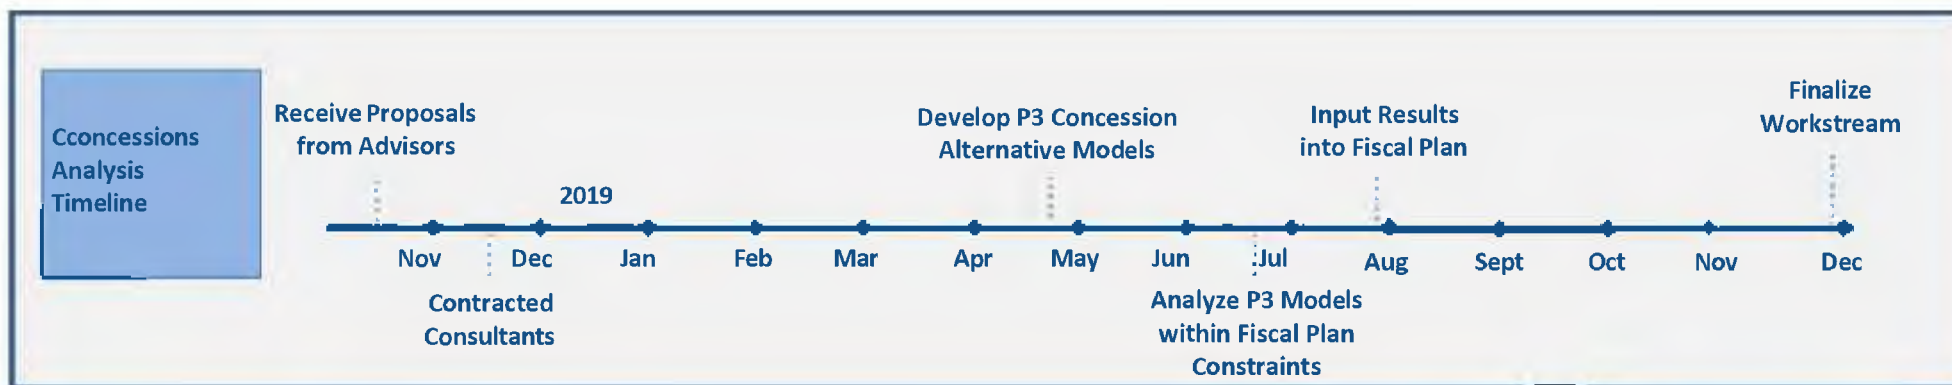 Cconcessions
Analysis
Timeline
Receive Proposals
from Advisors
2019
Develop P3 Concession
Alternative Models
Input Results
into Fiscal Plan
Finalize
Workstream
Nov Dec Jan Feb Mar Apr May Jun Jul Aug Sept Oct Nov Dec
Contracted
Consultants
Analyze P3 Models
within Fiscal Plan
Constraints